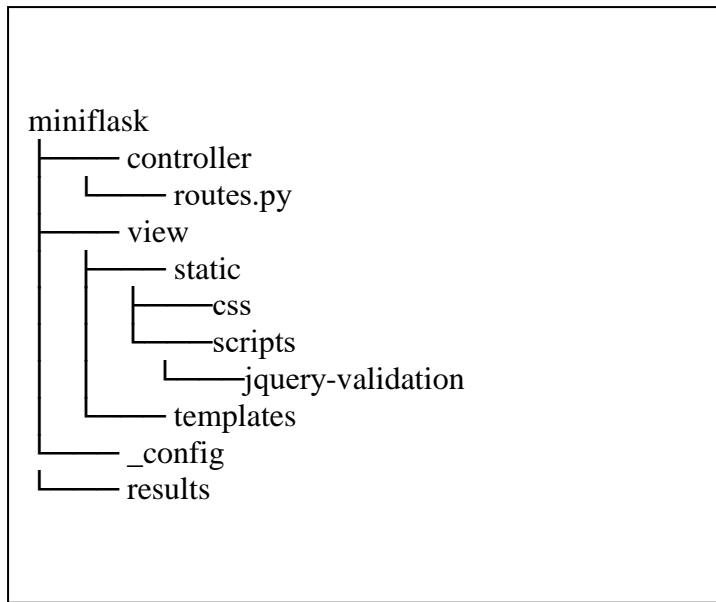 miniflask
controller
routes.py
view
static
css
scripts
jquery-validation
templates
_config
results